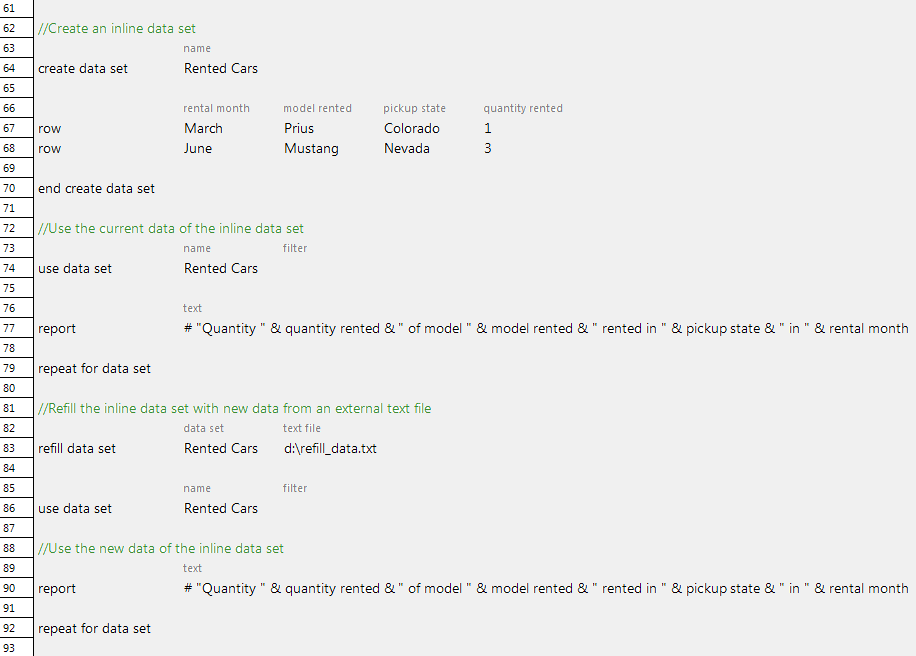 61
62 //Create an inline data set
63 name
64 create data set Rented Cars
65
66 rental month model rented pickup state quantity rented
67 row March Prius Colorado 1
68 row June Mustang Nevada 3
69
70 end create data set
71
72 //Use the current data of the inline data set
73 name filter
74 use data set Rented Cars
75
76 text
77 report # "Quantity " & quantity rented & " of model " & model rented & " rented in " & pickup state & " in " & rental month
78
79 repeat for data set
80
81 //Refill the inline data set with new data from an external text file
82 data set text file
83 refill data set Rented Cars d:\refill_data.txt
84
85 name filter
86 use data set Rented Cars
87
88 //Use the new data of the inline data set
89 text
90 report # "Quantity " & quantity rented & " of model " & model rented & " rented in " & pickup state & " in " & rental month
91
92 repeat for data set
93